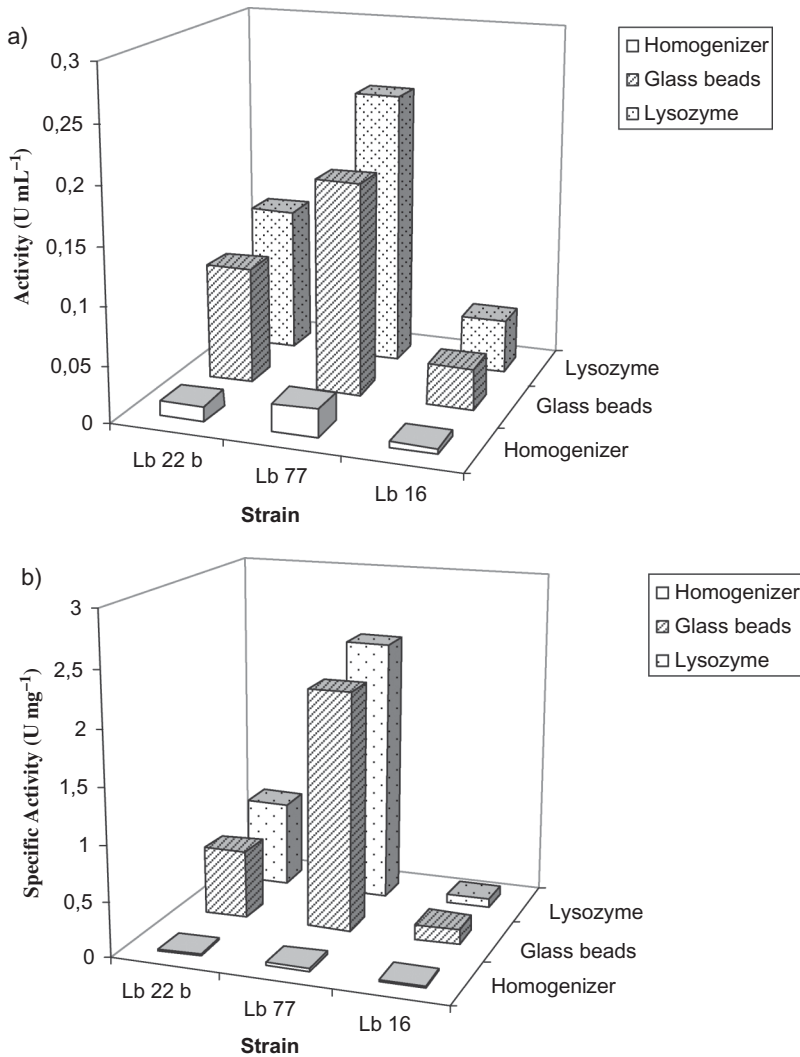 a)
Homogenizer
Glass beads
Lysozyme
0,3
0,25
0,2
0,15
0,1
0,05
0
Activity (U mL⁻¹)
Lysozyme
Glass beads
Homogenizer
Lb 22 b
Lb 77
Lb 16
Strain
b)
Homogenizer
Glass beads
Lysozyme
3
2,5
2
1,5
1
0,5
0
Specific Activity (U mg⁻¹)
Lysozyme
Glass beads
Homogenizer
Lb 22 b
Lb 77
Lb 16
Strain